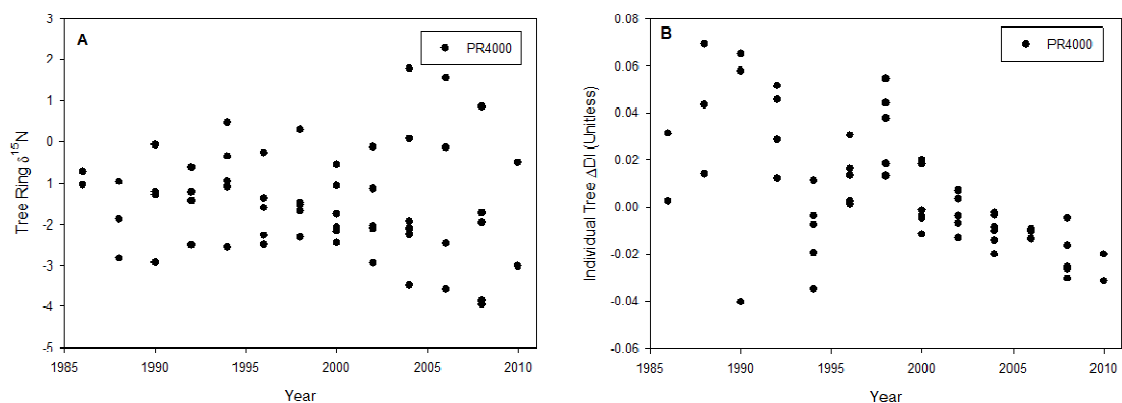 A
PR4000
3
2
1
0
-1
-2
-3
-4
-5
Tree Ring δ¹⁵N
1985 1990 1995 2000 2005 2010
Year
B
PR4000
0.08
0.06
0.04
0.02
0.00
-0.02
-0.04
-0.06
Individual Tree ΔDI (Unitless)
1985 1990 1995 2000 2005 2010
Year